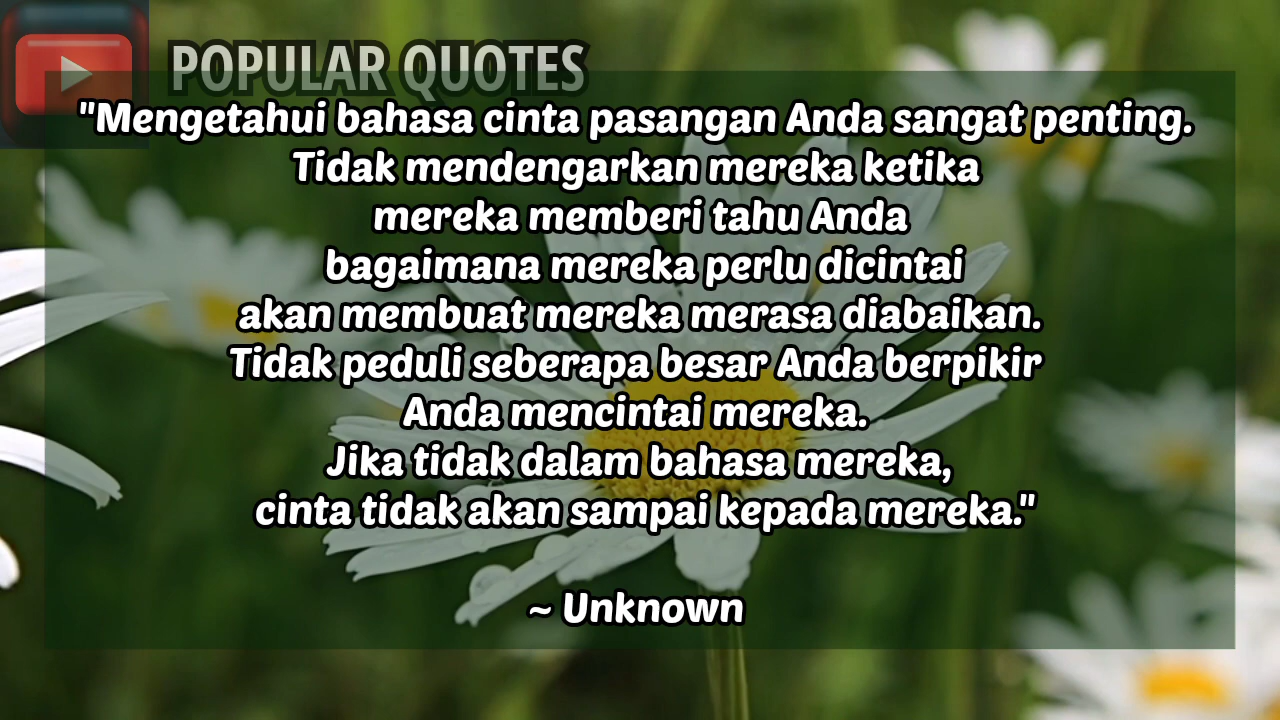 POPULAR QUOTES
"Mengetahui bahasa cinta pasangan Anda sangat penting.
Tidak mendengarkan mereka ketika
mereka memberi tahu Anda
bagaimana mereka perlu dicintai
akan membuat mereka merasa diabaikan.
Tidak peduli seberapa besar Anda berpikir
Anda mencintai mereka.
Jika tidak dalam bahasa mereka,
cinta tidak akan sampai kepada mereka."
~ Unknown